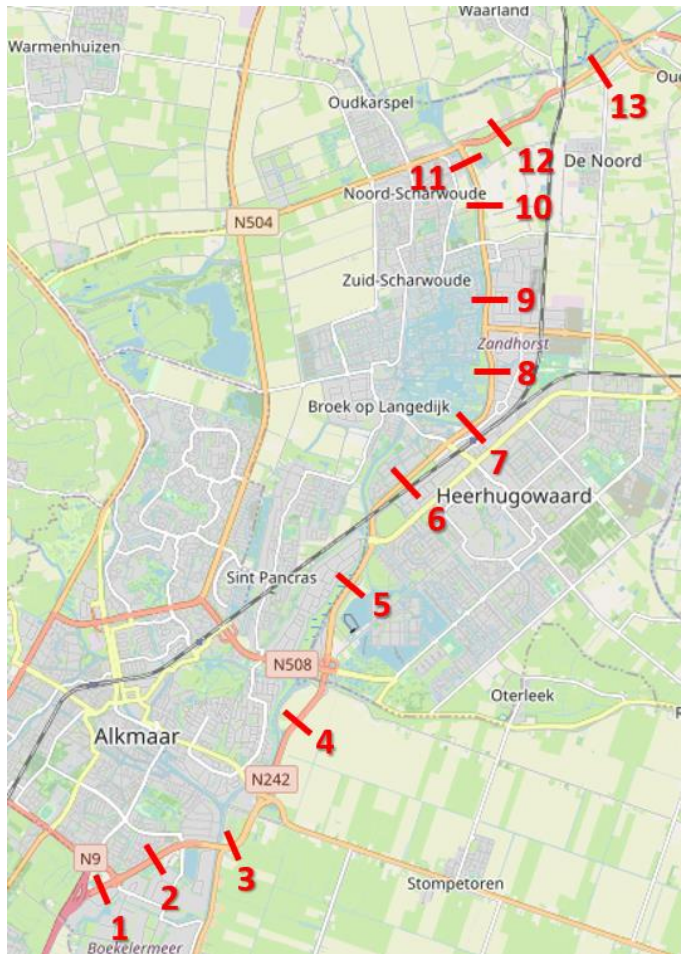 Waarland
Warmenhuizen
Oudkarspel
13
12
De Noord
11
Noord-Scharwoude
10
N504
Zuid-Scharwoude
9
Zandhorst
8
Broek op Langedijk
7
Heerhugowaard
6
Sint Pancras
5
N508
Oterleek
Alkmaar
4
N242
N9
2
3
Stompetoren
1
Boekelermeer